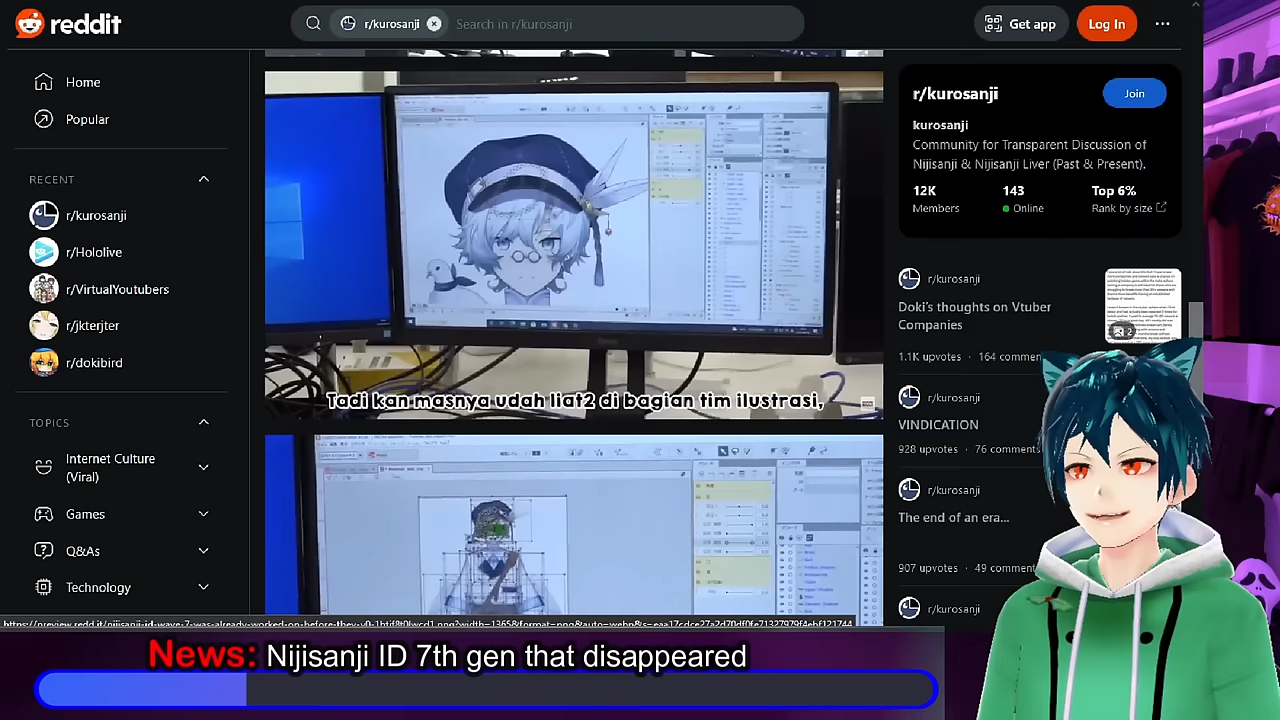 reddit
r/kurosanji
Search in r/kurosanji
Get app
Log In
Home
Popular
RECENT
r/kurosanji
r/Hololive
r/VirtualYoutubers
r/jkterjter
r/dokibird
TOPICS
Internet Culture
(Viral)
Games
Q&As
Technology
Tadi kan masnya udah liat2 di bagian tim ilustrasi,
r/kurosanji
Join
kurosanji
Community for Transparent Discussion of
Nijisanji & Nijisanji Liver (Past & Present).
12K
143
Top 6%
Members
Online
Rank by size
r/kurosanji
Doki's thoughts on Vtuber
Companies
1.1K upvotes · 164 commen
r/kurosanji
VINDICATION
928 upvotes · 76 comments
r/kurosanji
The end of an era...
907 upvotes · 49 comment
r/kurosanji
News: Nijisanji ID 7th gen that disappeared